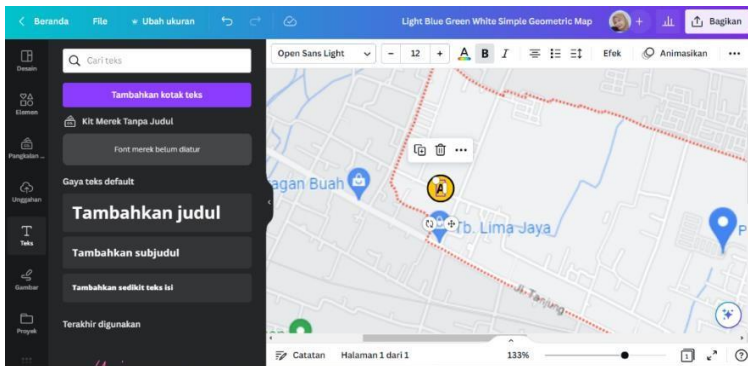 Beranda File Ubah ukuran Light Blue Green White Simple Geometric Map + Bagikan
Desain
Elemen
Pangkalan ...
Unggahan
Teks
Gambar
Proyek
Cari teks
Tambahkan kotak teks
Kit Merek Tanpa Judul
Font merek belum diatur
Gaya teks default
Tambahkan judul
Tambahkan subjudul
Tambahkan sedikit teks isi
Terakhir digunakan
Open Sans Light - 12 + A B I Efek Animasikan ...
agan Buah
A
Tb. Lima Jaya
P
Jl. Tanjung
Catatan Halaman 1 dari 1 133% 1 ?